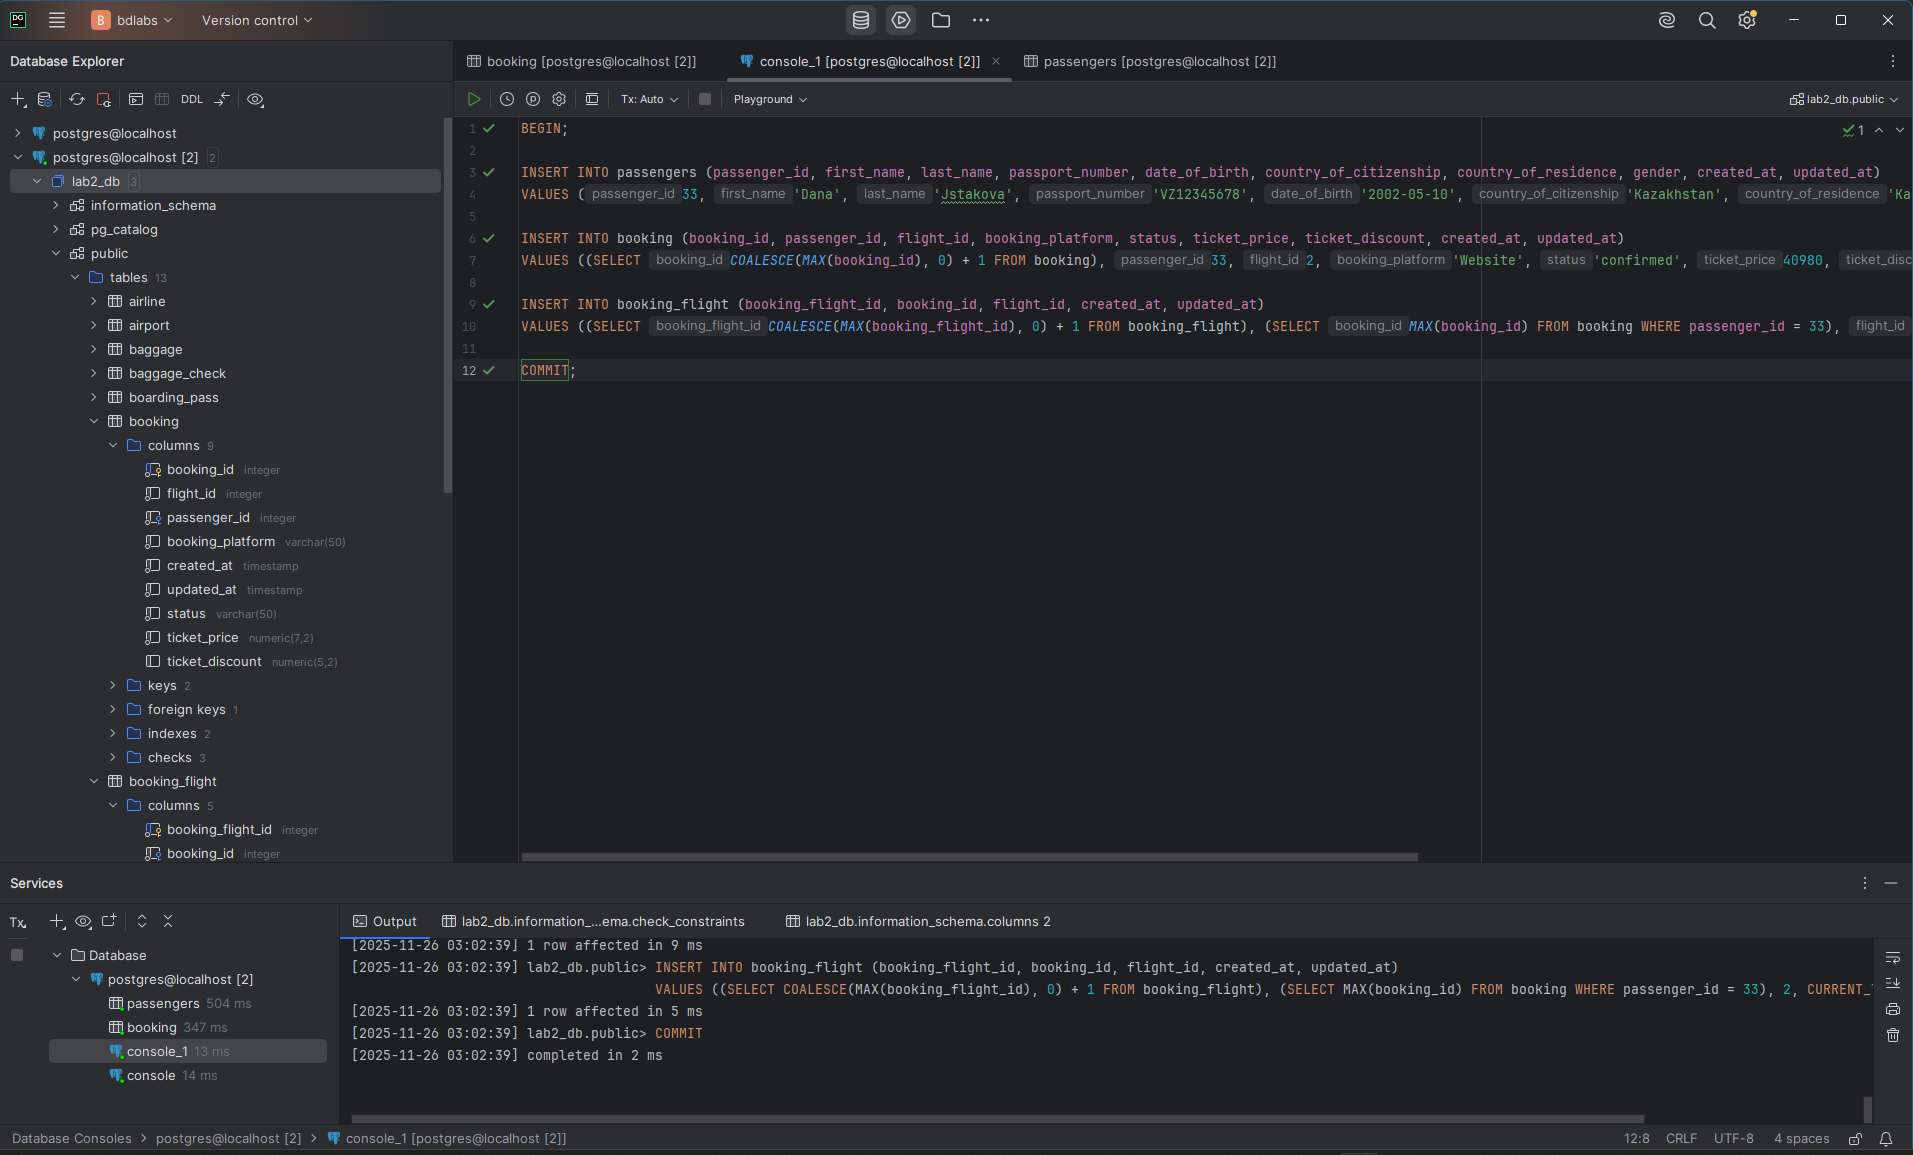 DG
B bdlabs
Version control
Database Explorer
booking [postgres@localhost [2]]
console_1 [postgres@localhost [2]]
passengers [postgres@localhost [2]]
DDL
Tx: Auto
Playground
lab2_db.public
postgres@localhost
postgres@localhost [2] 2
lab2_db 3
information_schema
pg_catalog
public
tables 13
airline
airport
baggage
baggage_check
boarding_pass
booking
columns 9
booking_id integer
flight_id integer
passenger_id integer
booking_platform varchar(50)
created_at timestamp
updated_at timestamp
status varchar(50)
ticket_price numeric(7,2)
ticket_discount numeric(5,2)
keys 2
foreign keys 1
indexes 2
checks 3
booking_flight
columns 5
booking_flight_id integer
booking_id integer
1 BEGIN;
1
2
3 INSERT INTO passengers (passenger_id, first_name, last_name, passport_number, date_of_birth, country_of_citizenship, country_of_residence, gender, created_at, updated_at)
4 VALUES ( passenger_id 33, first_name 'Dana', last_name 'Jstakova', passport_number 'VZ12345678', date_of_birth '2002-05-10', country_of_citizenship 'Kazakhstan', country_of_residence 'Ka
5
6 INSERT INTO booking (booking_id, passenger_id, flight_id, booking_platform, status, ticket_price, ticket_discount, created_at, updated_at)
7 VALUES ((SELECT booking_id COALESCE(MAX(booking_id), 0) + 1 FROM booking), passenger_id 33, flight_id 2, booking_platform 'Website', status 'confirmed', ticket_price 40980, ticket_disc
8
9 INSERT INTO booking_flight (booking_flight_id, booking_id, flight_id, created_at, updated_at)
10 VALUES ((SELECT booking_flight_id COALESCE(MAX(booking_flight_id), 0) + 1 FROM booking_flight), (SELECT booking_id MAX(booking_id) FROM booking WHERE passenger_id = 33), flight_id
11
12 COMMIT;
Services
Tx
Output
lab2_db.information_...ema.check_constraints
lab2_db.information_schema.columns 2
Database
postgres@localhost [2]
passengers 504 ms
booking 347 ms
console_1 13 ms
console 14 ms
[2025-11-26 03:02:39] 1 row affected in 9 ms
[2025-11-26 03:02:39] lab2_db.public> INSERT INTO booking_flight (booking_flight_id, booking_id, flight_id, created_at, updated_at)
VALUES ((SELECT COALESCE(MAX(booking_flight_id), 0) + 1 FROM booking_flight), (SELECT MAX(booking_id) FROM booking WHERE passenger_id = 33), 2, CURRENT_
[2025-11-26 03:02:39] 1 row affected in 5 ms
[2025-11-26 03:02:39] lab2_db.public> COMMIT
[2025-11-26 03:02:39] completed in 2 ms
Database Consoles > postgres@localhost [2] > console_1 [postgres@localhost [2]]
12:8 CRLF UTF-8 4 spaces